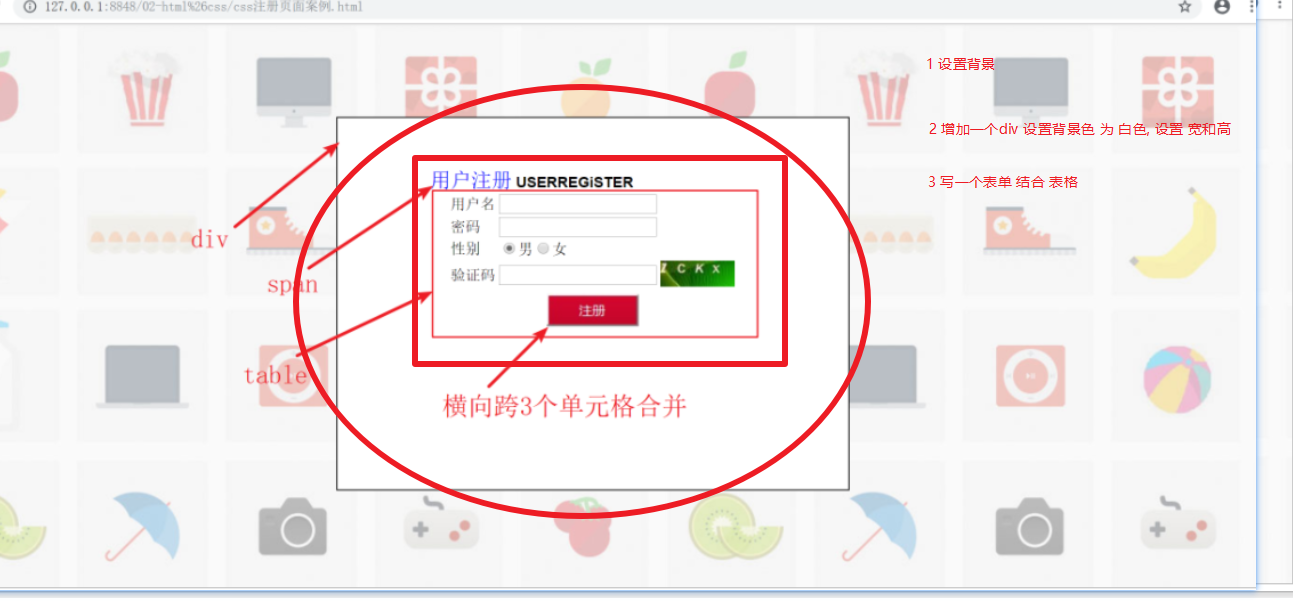 127.0.0.1:8848/02-html%26css/css注册页面案例.html
1 设置背景
2 增加一个div 设置背景色 为 白色, 设置 宽和高
3 写一个表单 结合 表格
用户注册 USERREGiSTER
用户名
密码
div
性别 男 女
验证码 Z C K X
span
注册
table
横向跨3个单元格合并